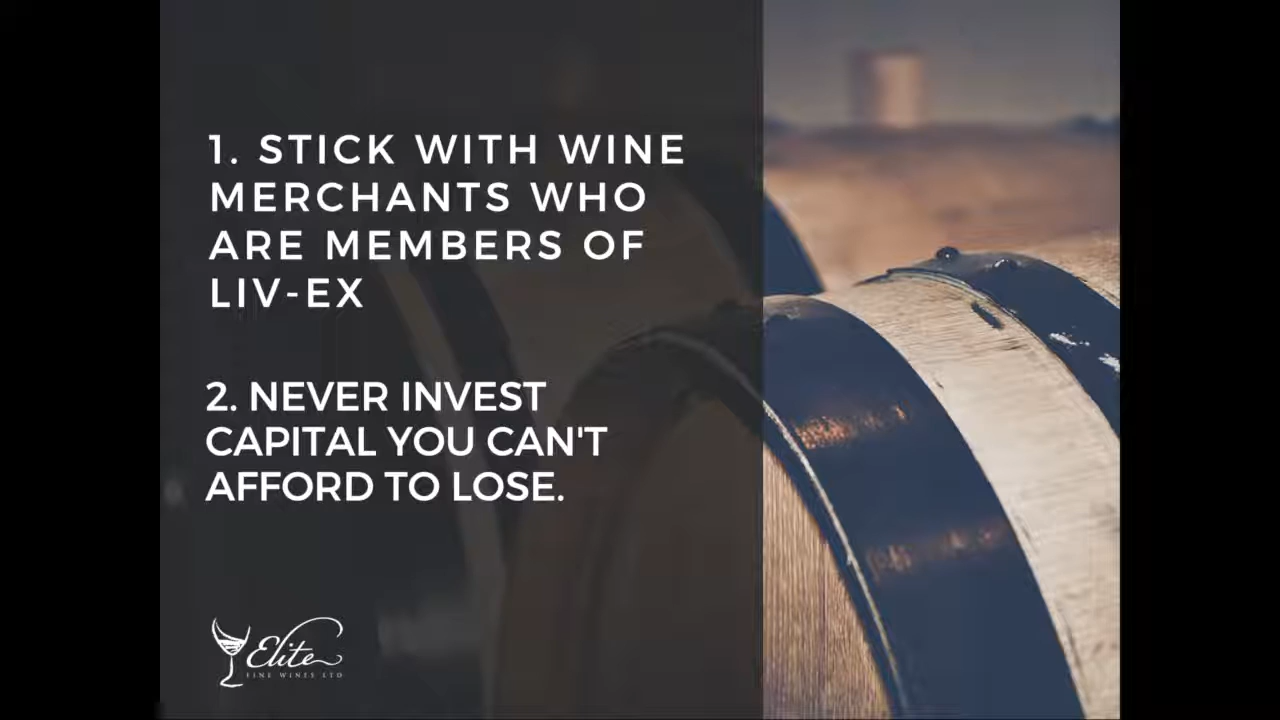 1. STICK WITH WINE
MERCHANTS WHO
ARE MEMBERS OF
LIV-EX
2. NEVER INVEST
CAPITAL YOU CAN'T
AFFORD TO LOSE.
Elite
FINE WINES LTD